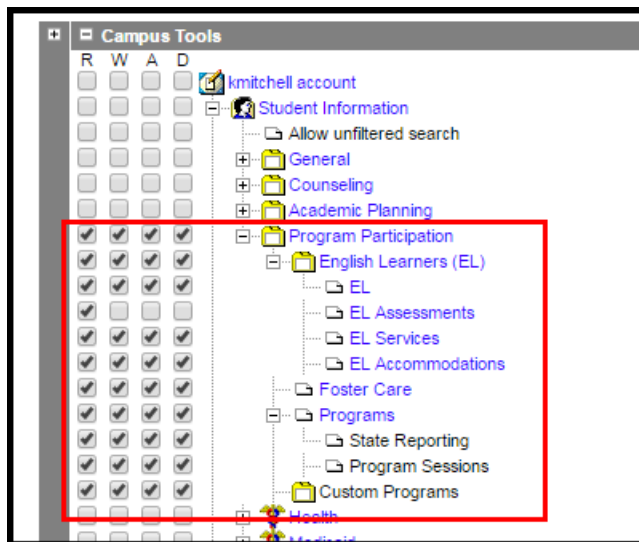 Campus Tools
R W A D
kmitchell account
Student Information
Allow unfiltered search
General
Counseling
Academic Planning
Program Participation
English Learners (EL)
EL
EL Assessments
EL Services
EL Accommodations
Foster Care
Programs
State Reporting
Program Sessions
Custom Programs
Health
Medicaid